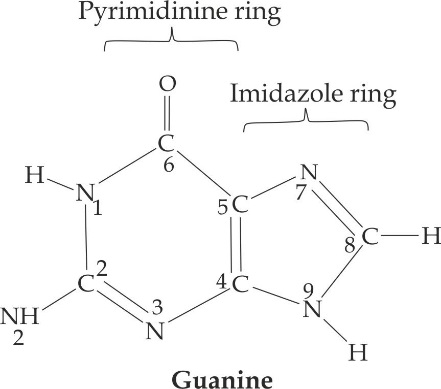 Pyrimidinine ring
O
Imidazole ring
C
6
H
N
7
N
1
5 C
8 C H
C 2
4 C
9
N
3
N
NH
2
H
Guanine